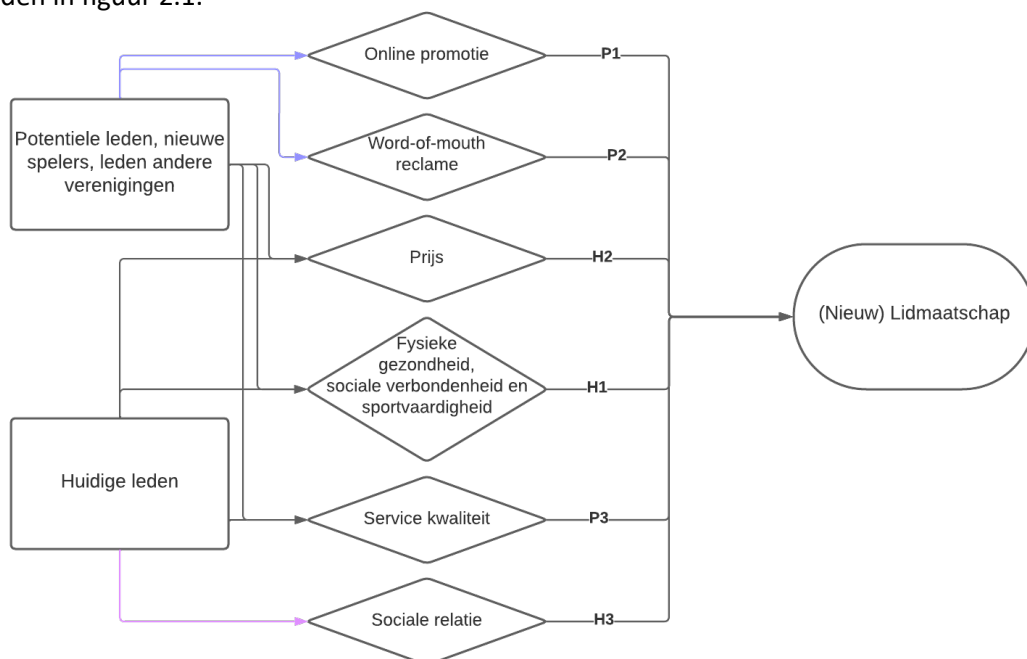 den in figuur 2.1.
Online promotie
P1
Potentiele leden, nieuwe
spelers, leden andere
verenigingen
Word-of-mouth
reclame
P2
Prijs
H2
(Nieuw) Lidmaatschap
Fysieke
gezondheid,
sociale verbondenheid en
sportvaardigheid
H1
Huidige leden
Service kwaliteit
P3
Sociale relatie
H3